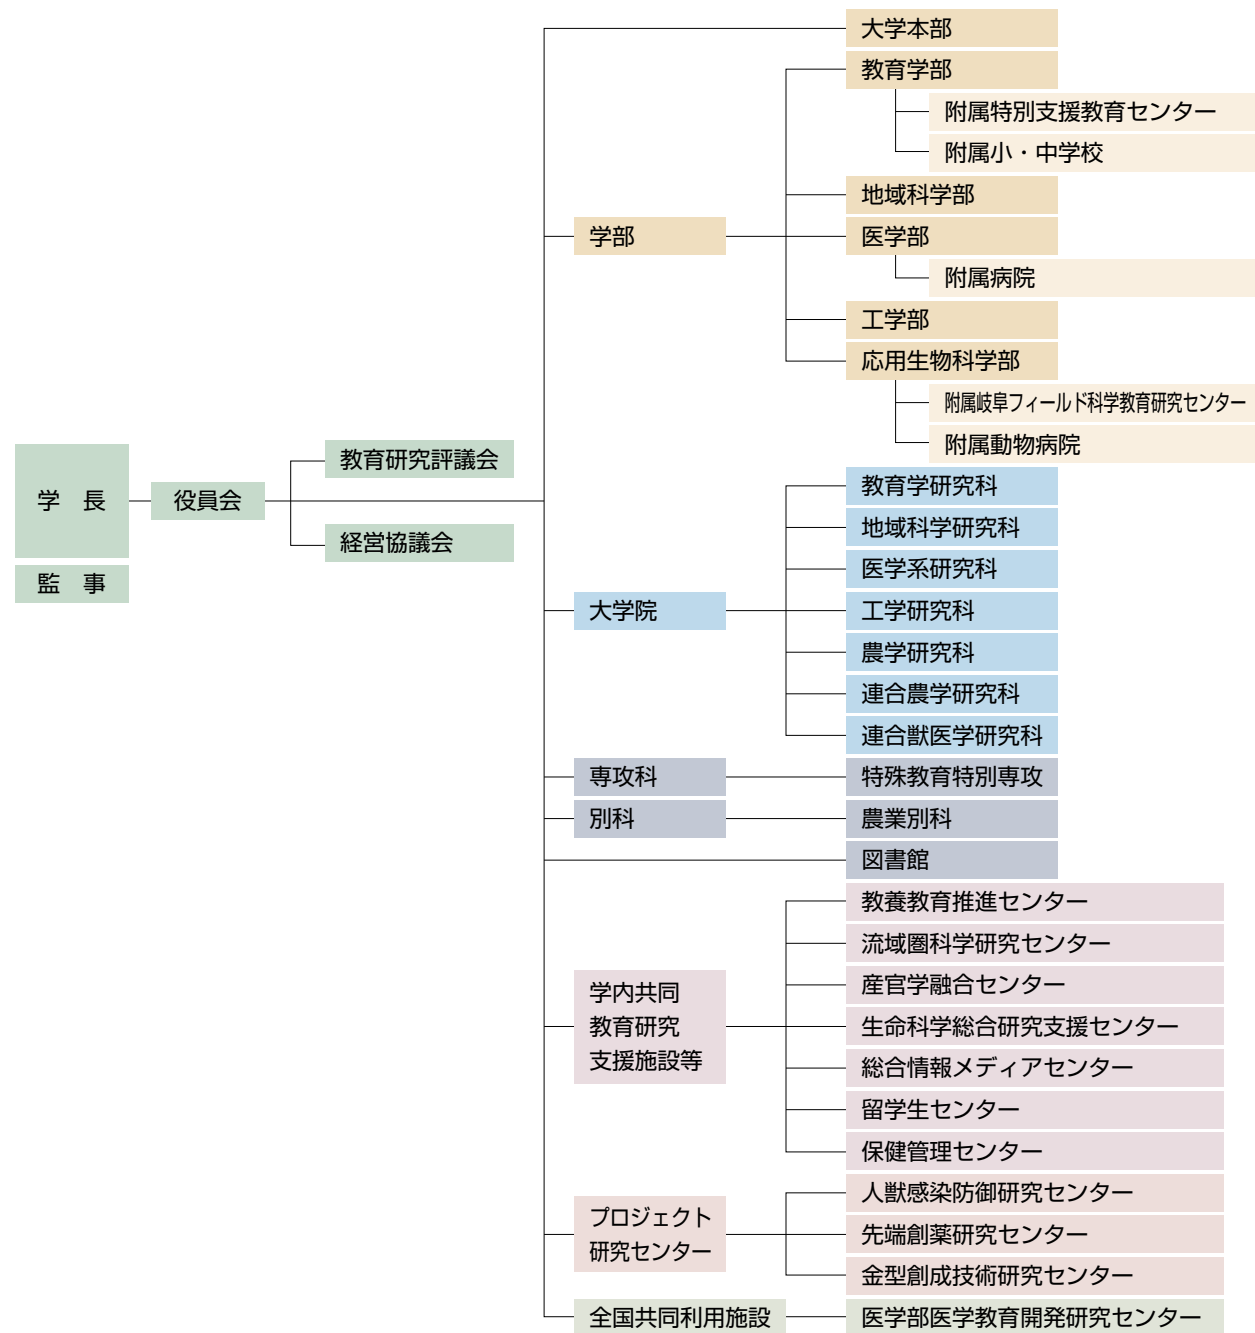 学　長
監　事
役員会
教育研究評議会
経営協議会
大学本部
学部
教育学部
附属特別支援教育センター
附属小・中学校
地域科学部
医学部
附属病院
工学部
応用生物科学部
附属岐阜フィールド科学教育研究センター
附属動物病院
大学院
教育学研究科
地域科学研究科
医学系研究科
工学研究科
農学研究科
連合農学研究科
連合獣医学研究科
専攻科
特殊教育特別専攻
別科
農業別科
図書館
学内共同
教育研究
支援施設等
教養教育推進センター
流域圏科学研究センター
産官学融合センター
生命科学総合研究支援センター
総合情報メディアセンター
留学生センター
保健管理センター
プロジェクト
研究センター
人獣感染防御研究センター
先端創薬研究センター
金型創成技術研究センター
全国共同利用施設
医学部医学教育開発研究センター